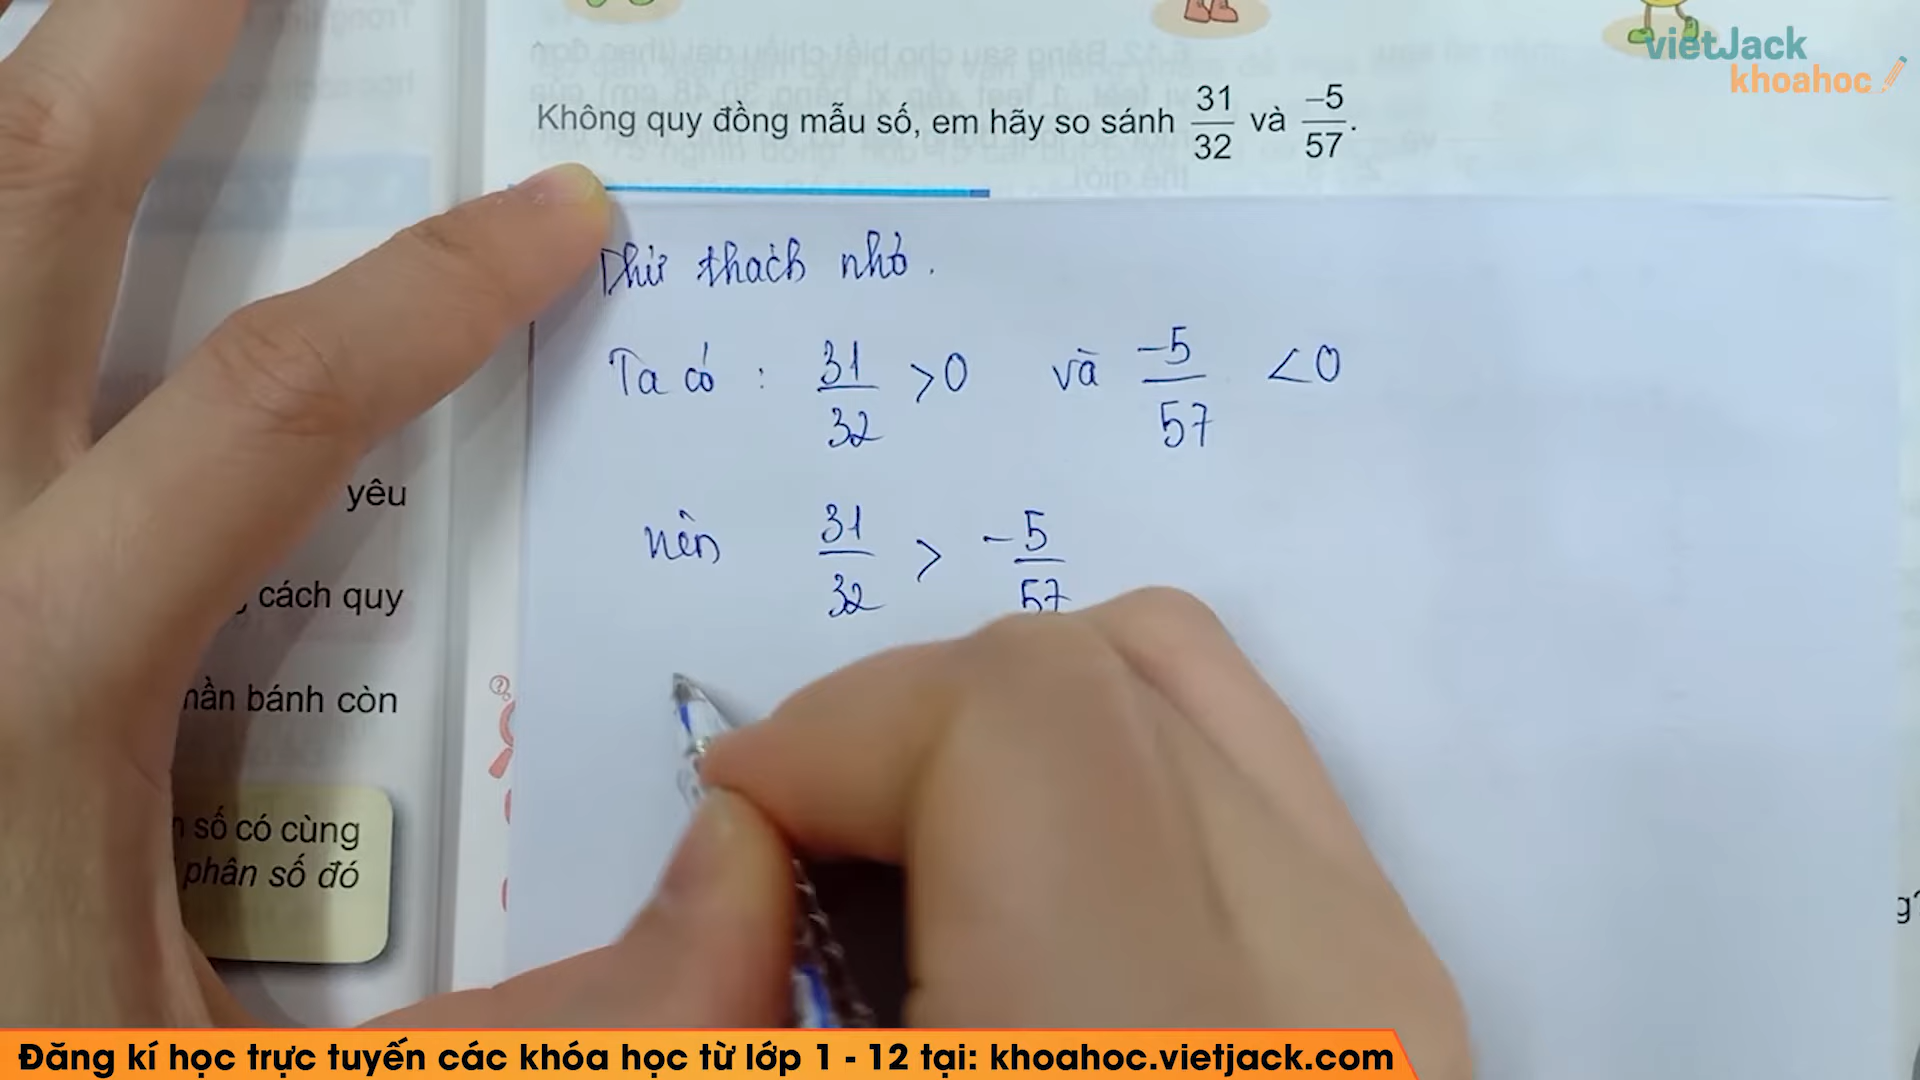 vietJack
khoahoc
Không quy đồng mẫu số, em hãy so sánh 31/32 và -5/57.
Thử thách nhỏ.
Ta có : 31/32 >0 và -5/57 <0
nên 31/32 > -5/57
yêu
cách quy
bánh còn
số có cùng
phân số đó
Đăng kí học trực tuyến các khóa học từ lớp 1 - 12 tại: khoahoc.vietjack.com